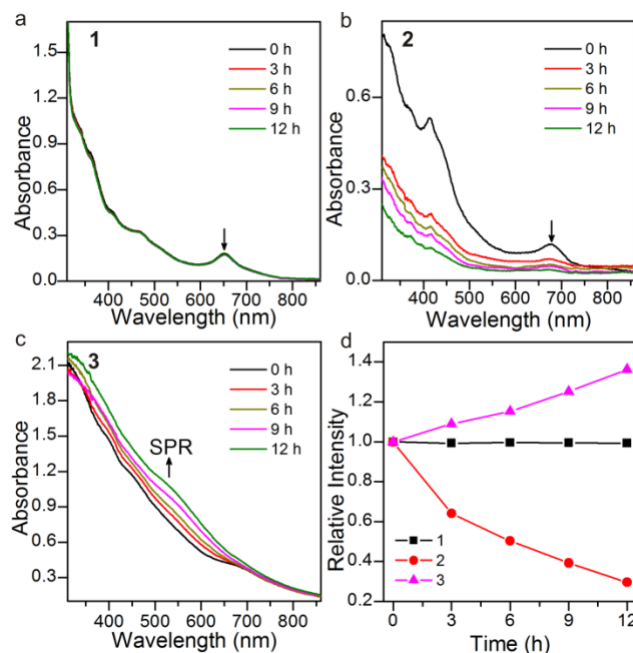 a
1
0 h
3 h
6 h
9 h
12 h
1.5
1.2
0.9
0.6
0.3
0.0
400 500 600 700 800
Absorbance
Wavelength (nm)
b
2
0 h
3 h
6 h
9 h
12 h
0.6
0.3
0.0
400 500 600 700 800
Absorbance
Wavelength (nm)
c
3
0 h
3 h
6 h
9 h
12 h
SPR
2.1
1.8
1.5
1.2
0.9
0.6
0.3
400 500 600 700 800
Absorbance
Wavelength (nm)
d
1.4
1.2
1.0
0.8
0.6
0.4
0.2
1
2
3
0 3 6 9 12
Relative Intensity
Time (h)